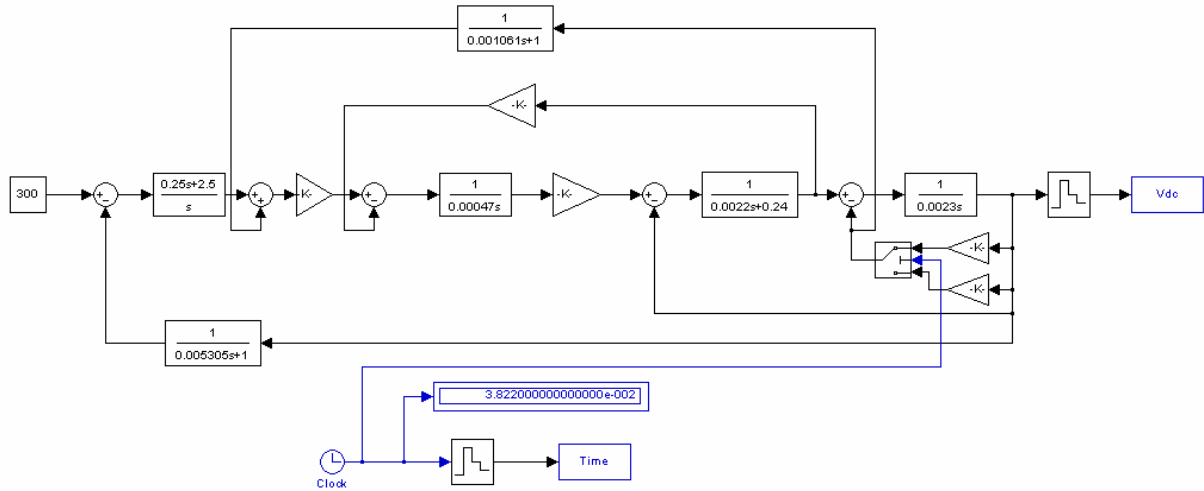 1
0.001061s+1
-K-
300
+
-
0.25s+2.5
s
+
+
K-
+
-
1
0.00047s
-K-
+
-
1
0.0022s+0.24
+
-
1
0.0023s
Vdc
-K-
-K-
1
0.005305s+1
3.822000000000000e-002
Clock
Time